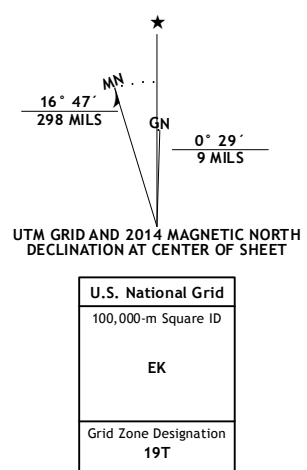 ★
MN
GN
16° 47´
298 MILS
0° 29´
9 MILS
UTM GRID AND 2014 MAGNETIC NORTH
DECLINATION AT CENTER OF SHEET
U.S. National Grid
100,000-m Square ID
EK
Grid Zone Designation
19T